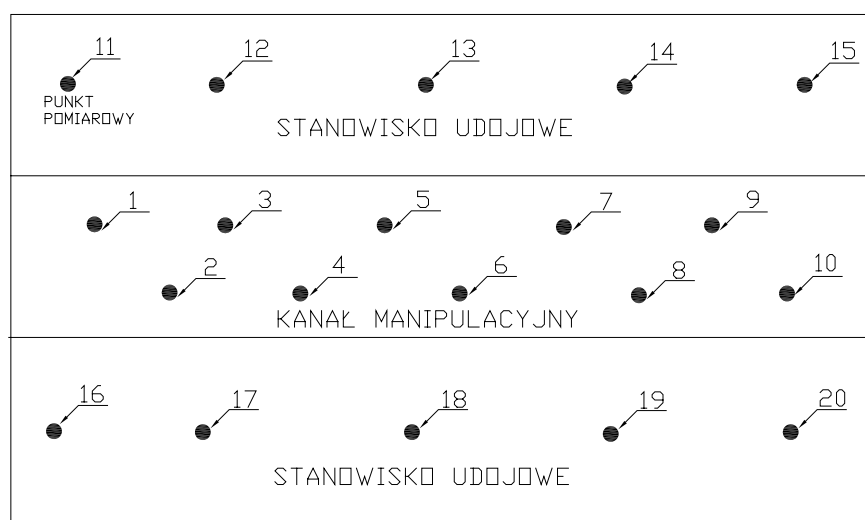 11 12 13 14 15
PUNKT
POMIAROWY
STANOWISKO UDOJOWE
1 3 5 7 9
2 4 6 8 10
KANAŁ MANIPULACYJNY
16 17 18 19 20
STANOWISKO UDOJOWE